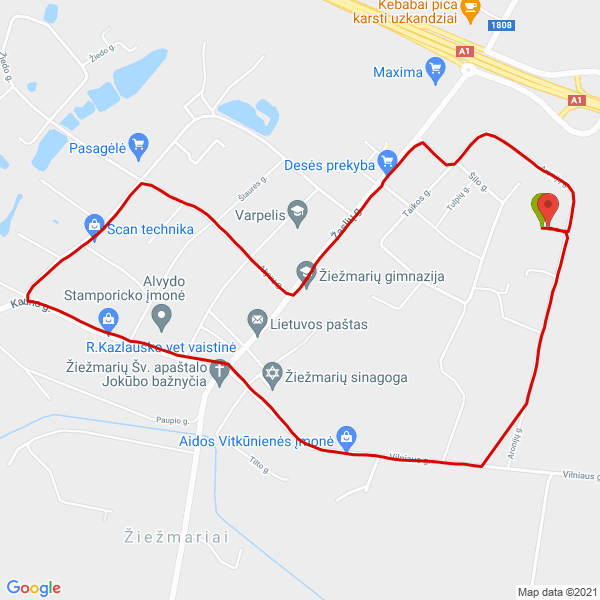 Kebabai pica
karsti uzkandziai
1808
A1
Maxima
A1
Žiedo g.
Žiedo g.
Pasagėlė
Desės prekyba
Šilo g.
Šiaurės g.
Taikos g.
Tulpių g.
Varpelis
Žaslių g.
Scan technika
Žiežmarių gimnazija
Alvydo
Stamporicko įmonė
Kauno g.
Lietuvos paštas
R.Kazlausko vet vaistinė
Žiežmarių Šv. apaštalo
Jokūbo bažnyčia
Žiežmarių sinagoga
Paupio g.
Aidos Vitkūnienės įmonė
Aronijų g.
Tilto g.
Vilniaus g.
Vilniaus g.
Žiežmariai
Google
Map data ©2021